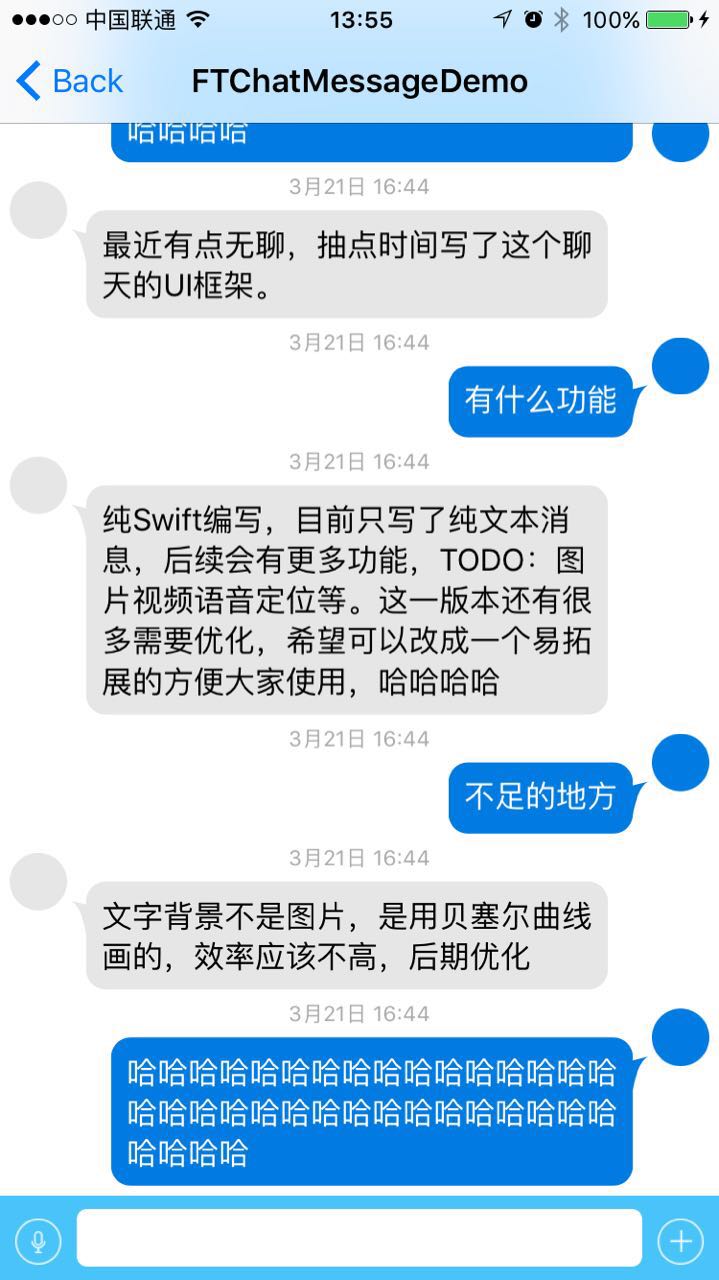 中国联通 13:55 100%
Back FTChatMessageDemo
哈哈哈哈
3月21日 16:44
最近有点无聊，抽点时间写了这个聊
天的UI框架。
3月21日 16:44
有什么功能
3月21日 16:44
纯Swift编写，目前只写了纯文本消
息，后续会有更多功能，TODO：图
片视频语音定位等。这一版本还有很
多需要优化，希望可以改成一个易拓
展的方便大家使用，哈哈哈哈
3月21日 16:44
不足的地方
3月21日 16:44
文字背景不是图片，是用贝塞尔曲线
画的，效率应该不高，后期优化
3月21日 16:44
哈哈哈哈哈哈哈哈哈哈哈哈哈哈哈哈
哈哈哈哈哈哈哈哈哈哈哈哈哈哈哈哈
哈哈哈哈